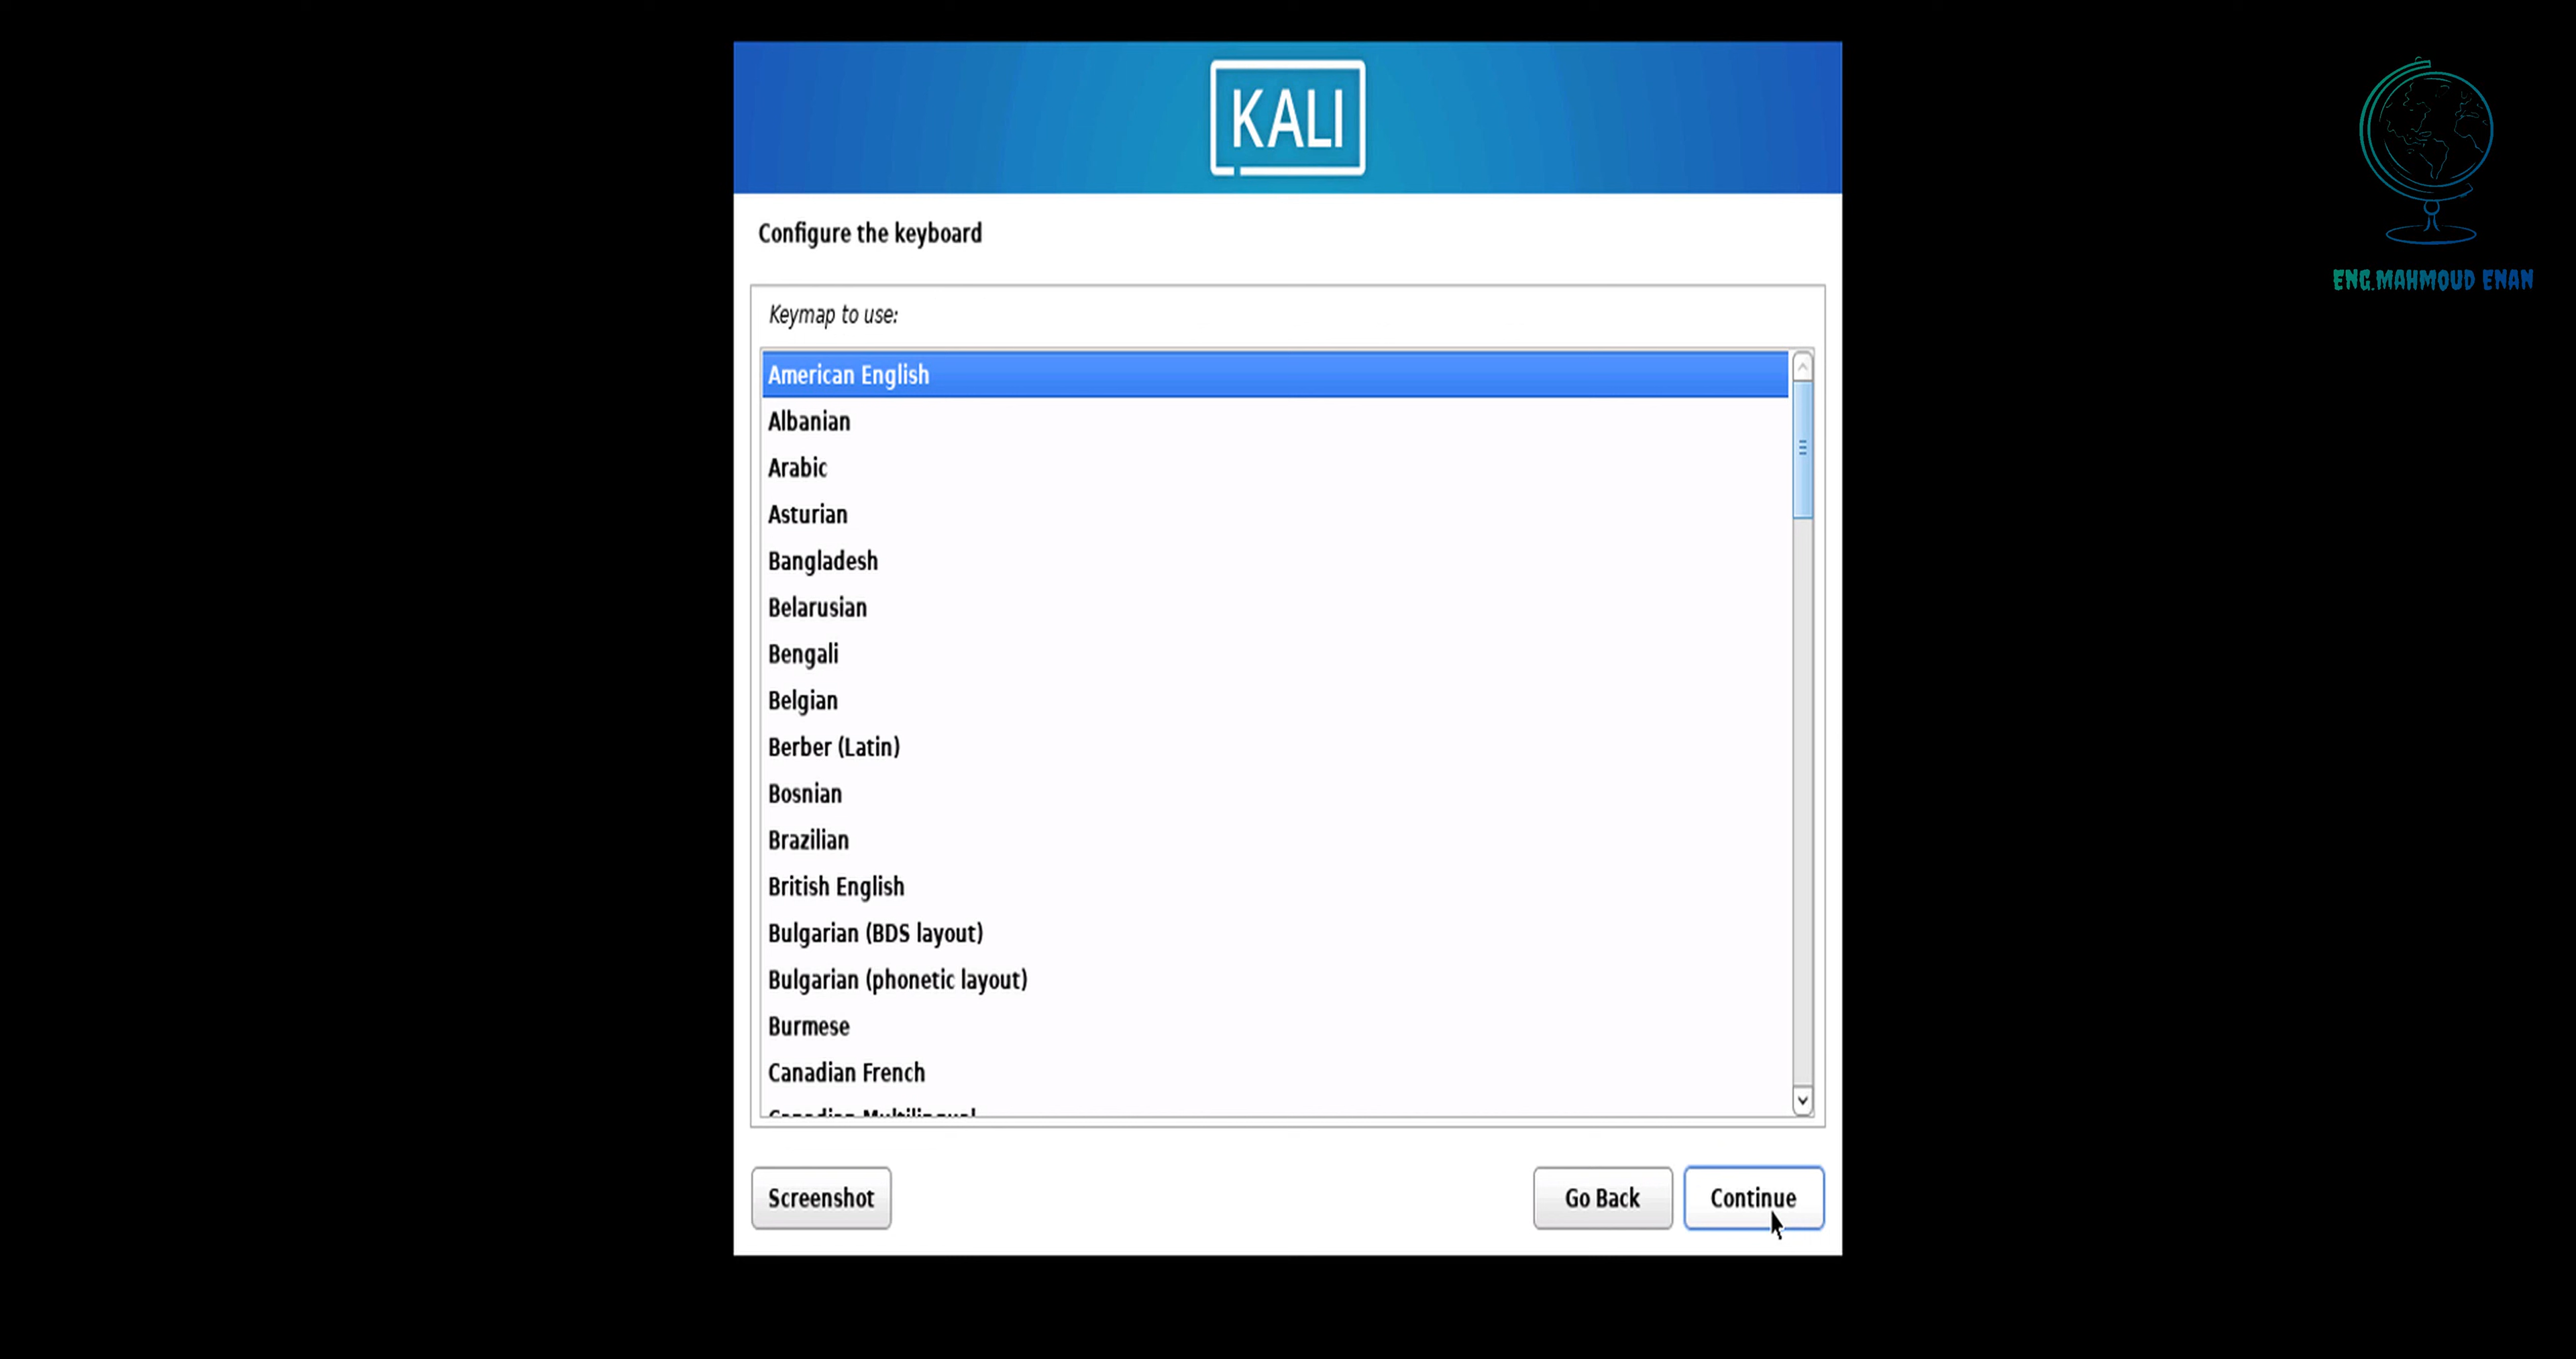 KALI
ENG.MAHMOUD ENAN
Configure the keyboard
Keymap to use:
American English
Albanian
Arabic
Asturian
Bangladesh
Belarusian
Bengali
Belgian
Berber (Latin)
Bosnian
Brazilian
British English
Bulgarian (BDS layout)
Bulgarian (phonetic layout)
Burmese
Canadian French
Canadian Multilingual
Screenshot
Go Back
Continue